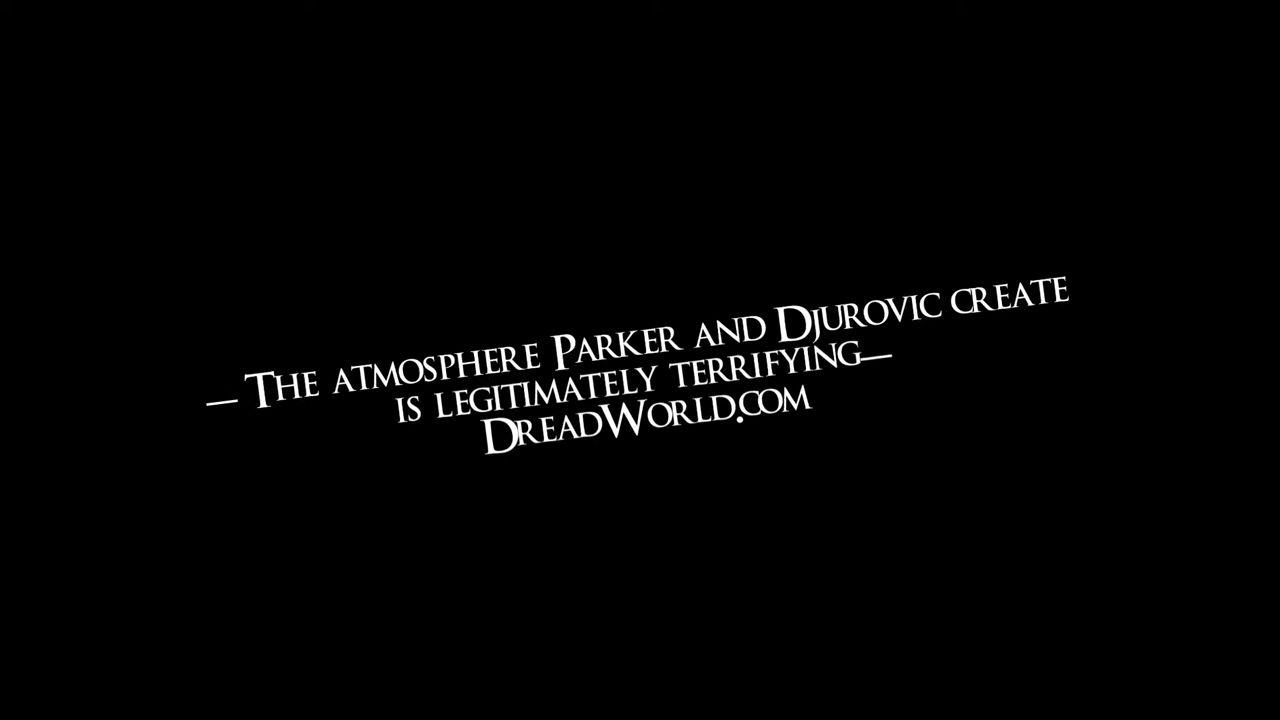 — The atmosphere Parker and Djurovic create
is legitimately terrifying—
DreadWorld.com